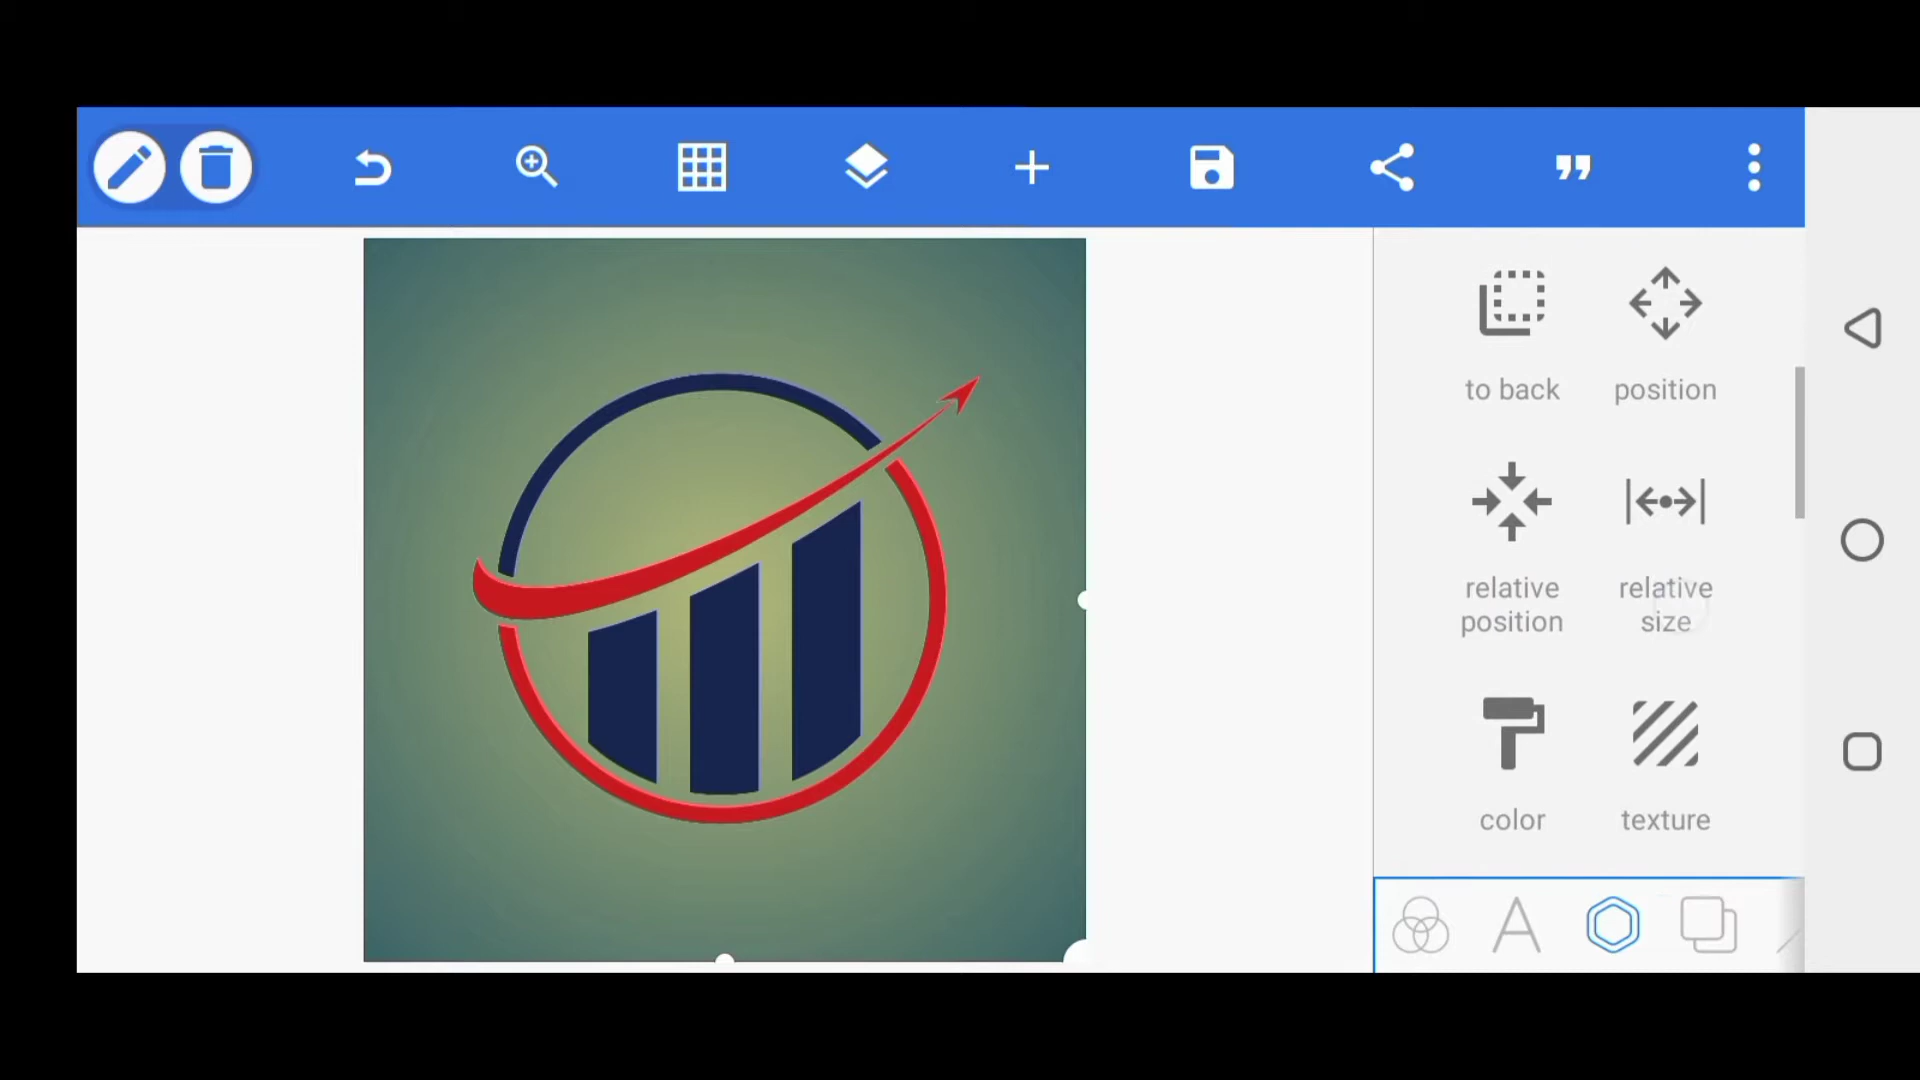 to back
position
relative
position
relative
size
color
texture